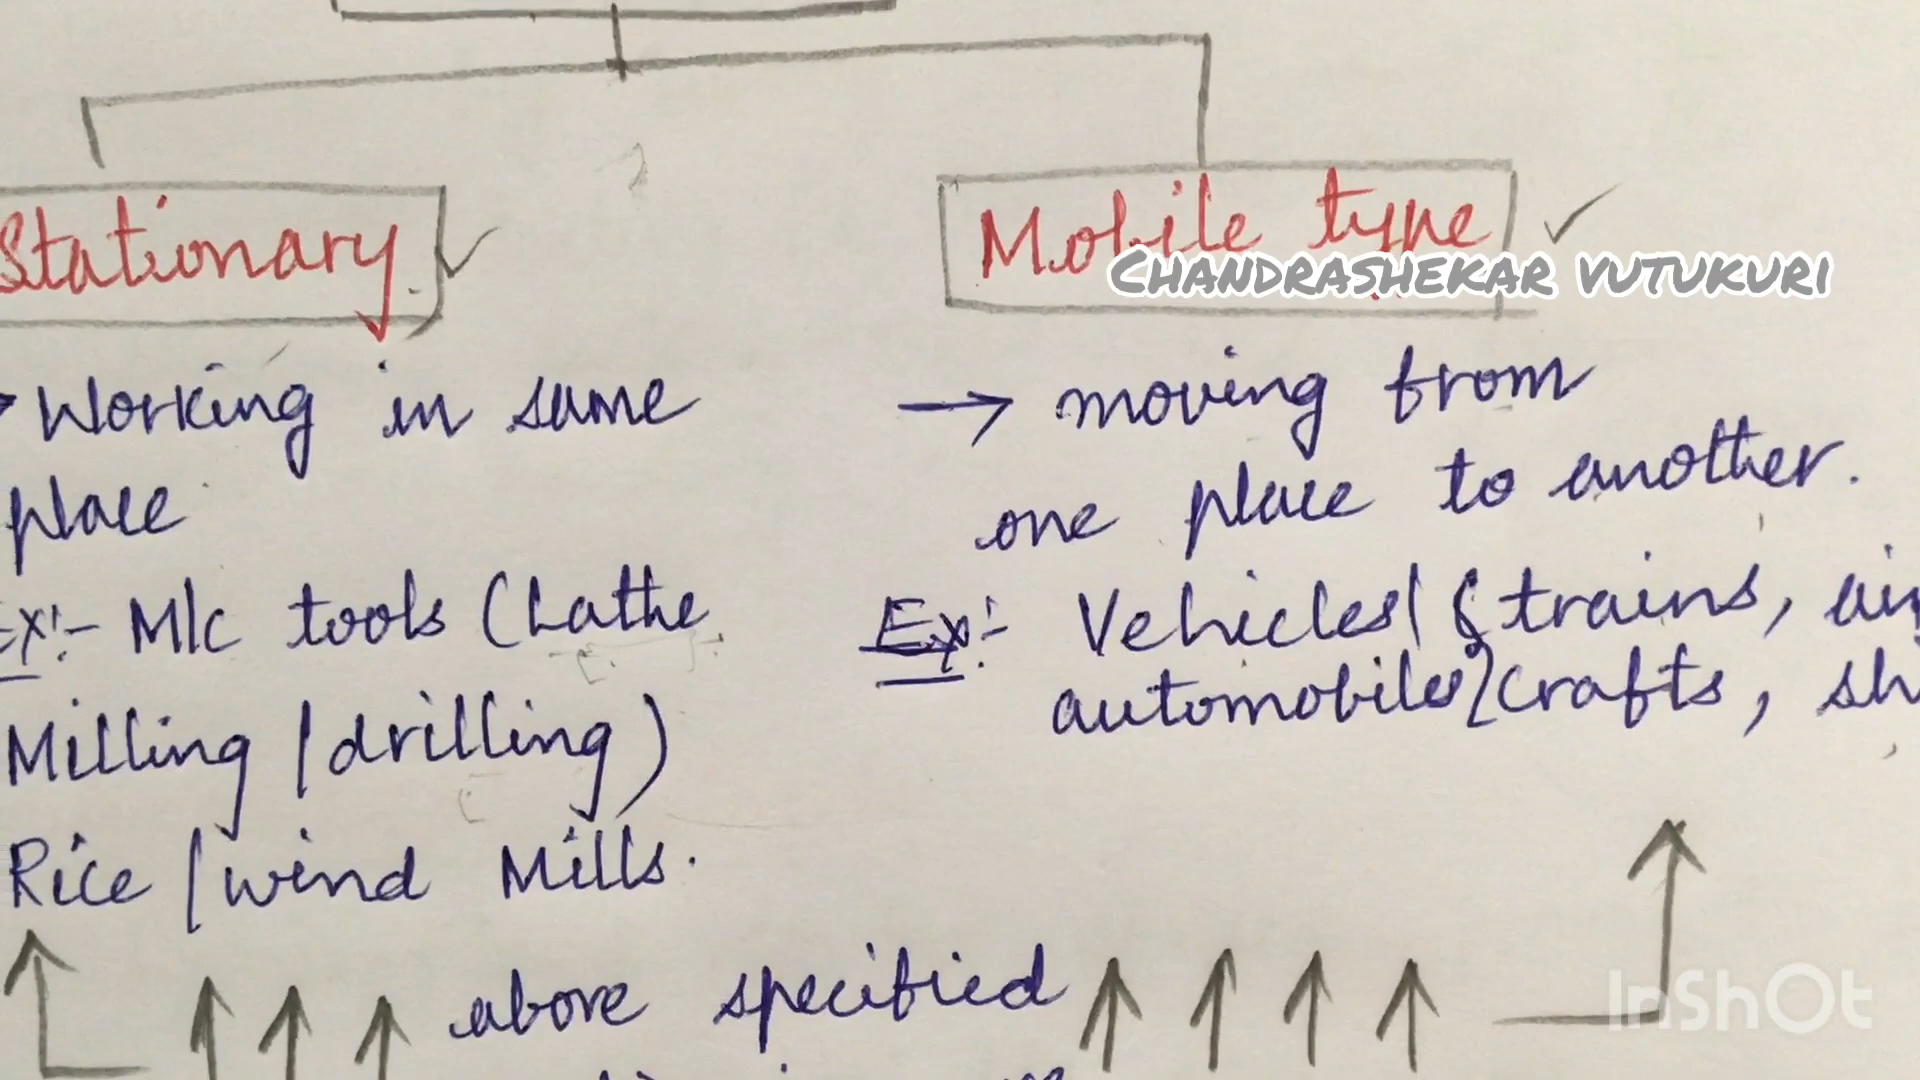 Stationary
Mobile type
CHANDRASHEKAR VUTUKURI
Working in same
place
Ex:- M/c tools (Lathe
Milling / drilling)
Rice / wind Mills.
→ moving from
one place to another.
Ex:- Vehicles/ & trains,
automobiles crafts,
above specified
InShOt